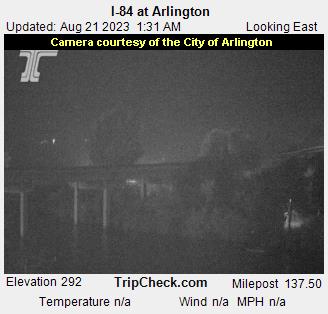 I-84 at Arlington
Updated: Aug 21 2023 1:31 AM Looking East
Camera courtesy of the City of Arlington
Elevation 292 TripCheck.com Milepost 137.50
Temperature n/a Wind n/a MPH n/a